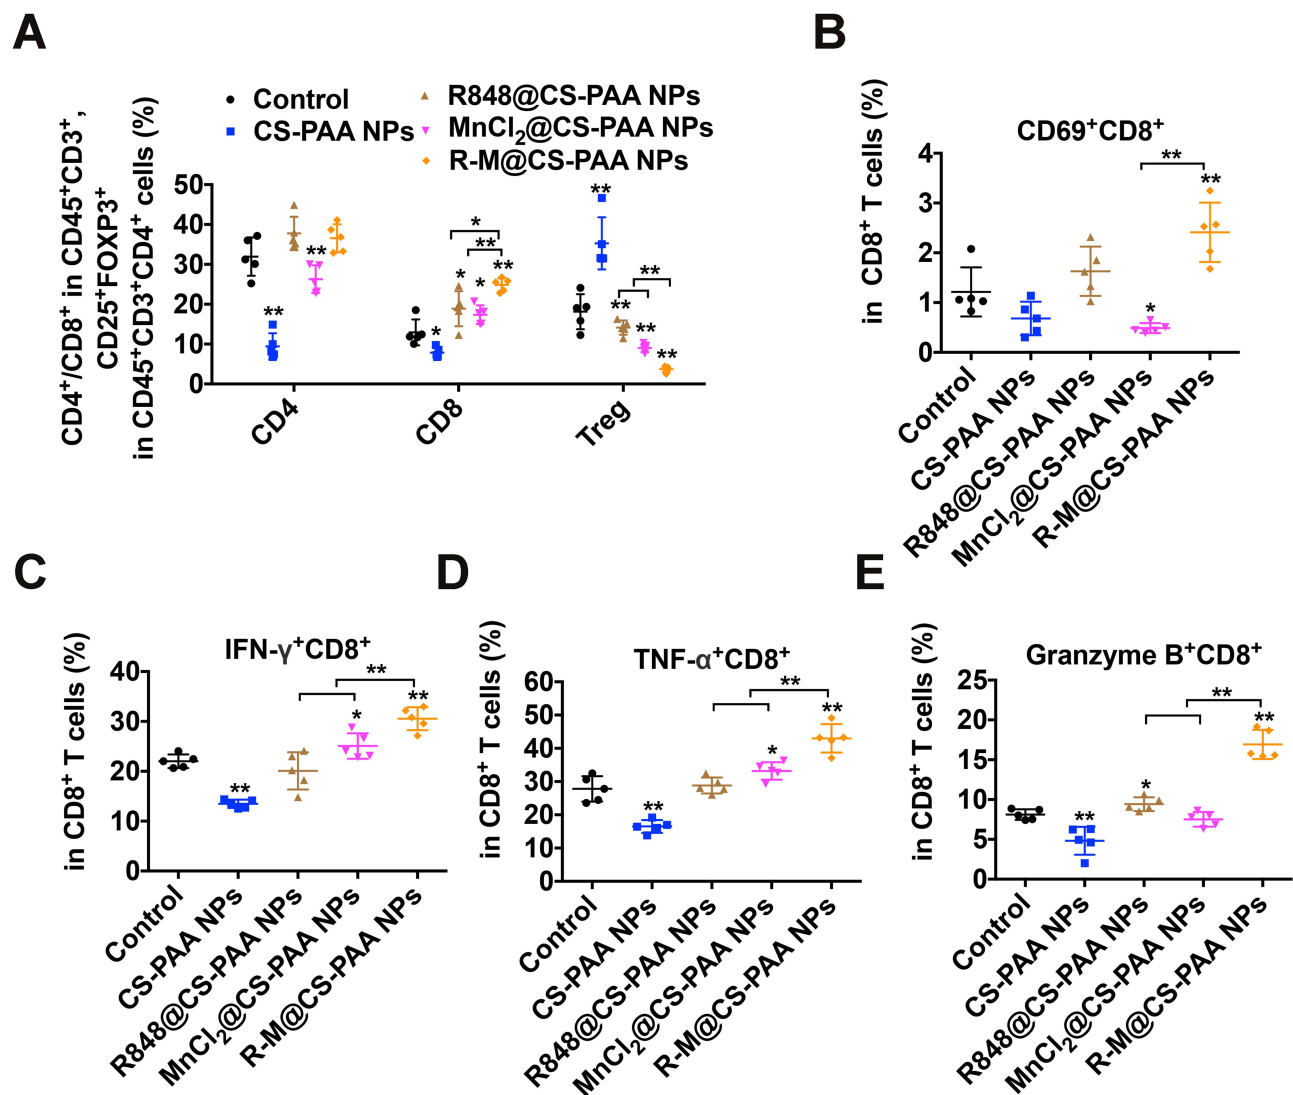 A
CD4⁺/CD8⁺ in CD45⁺CD3⁺,
CD25⁺FOXP3⁺
in CD45⁺CD3⁺CD4⁺ cells (%)
Control
CS-PAA NPs
R848@CS-PAA NPs
MnCl₂@CS-PAA NPs
R-M@CS-PAA NPs
50
40
30
20
10
0
**
**
*
*
*
**
*
**
**
**
**
**
**
CD4
CD8
Treg
B
CD69⁺CD8⁺
in CD8⁺ T cells (%)
4
3
2
1
0
**
**
*
Control
CS-PAA NPs
R848@CS-PAA NPs
MnCl₂@CS-PAA NPs
R-M@CS-PAA NPs
C
IFN-γ⁺CD8⁺
in CD8⁺ T cells (%)
40
30
20
10
0
**
*
**
**
Control
CS-PAA NPs
R848@CS-PAA NPs
MnCl₂@CS-PAA NPs
R-M@CS-PAA NPs
D
TNF-α⁺CD8⁺
in CD8⁺ T cells (%)
60
50
40
30
20
10
0
**
*
**
**
Control
CS-PAA NPs
R848@CS-PAA NPs
MnCl₂@CS-PAA NPs
R-M@CS-PAA NPs
E
Granzyme B⁺CD8⁺
in CD8⁺ T cells (%)
25
20
15
10
5
0
**
*
**
**
Control
CS-PAA NPs
R848@CS-PAA NPs
MnCl₂@CS-PAA NPs
R-M@CS-PAA NPs